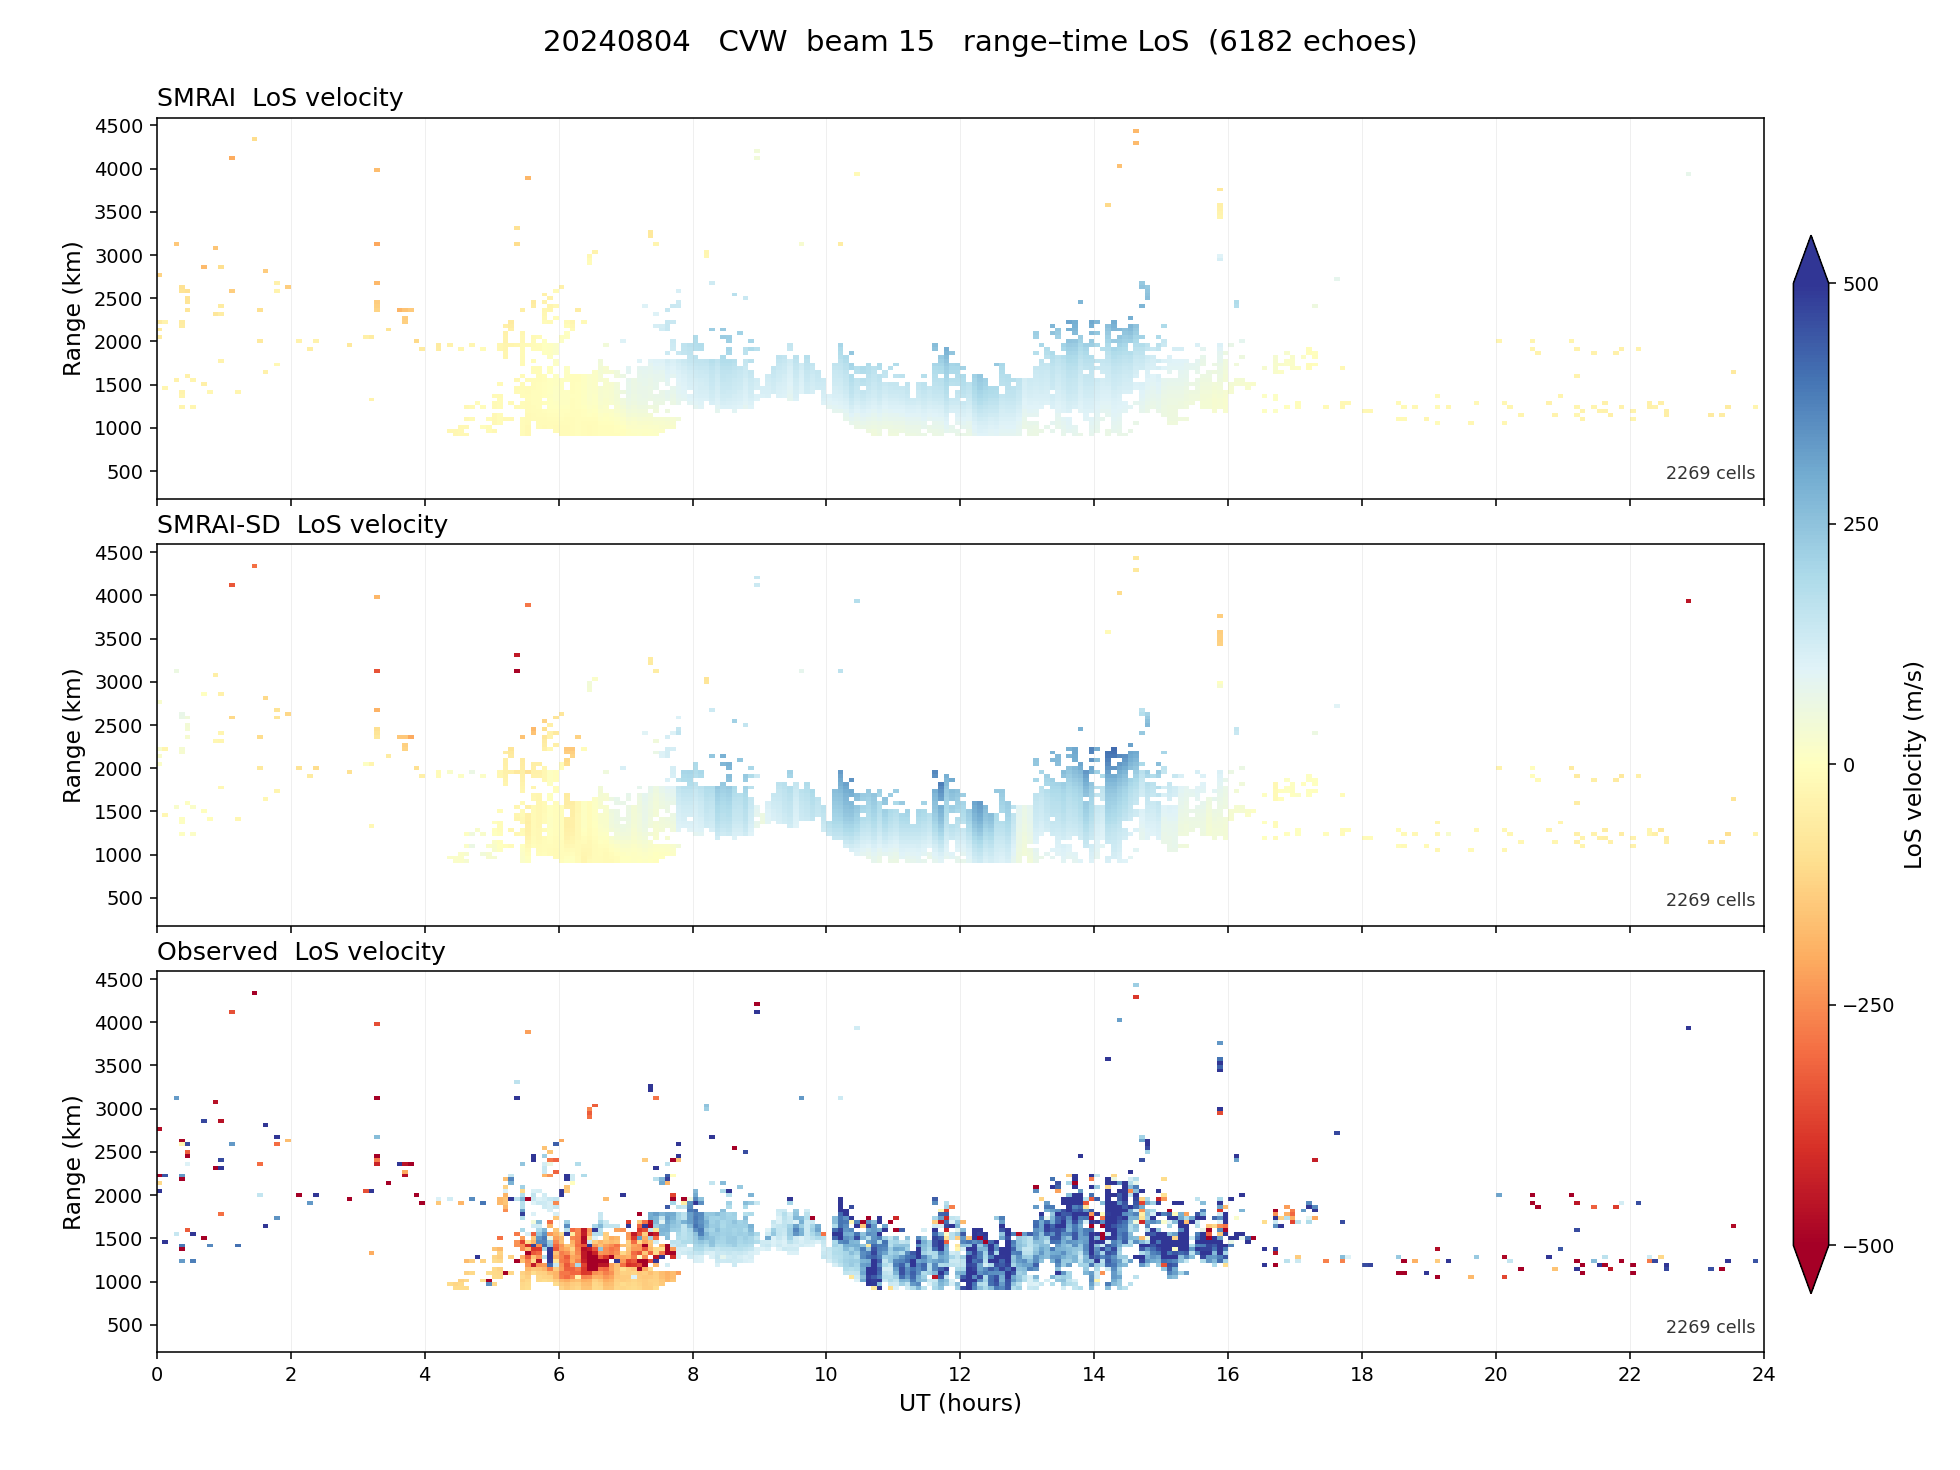 20240804   CVW  beam 15   range–time LoS  (6182 echoes)
SMRAI  LoS velocity
4500
4000
3500
3000
2500
2000
1500
1000
500
Range (km)
2269 cells
SMRAI-SD  LoS velocity
4500
4000
3500
3000
2500
2000
1500
1000
500
Range (km)
2269 cells
Observed  LoS velocity
4500
4000
3500
3000
2500
2000
1500
1000
500
Range (km)
2269 cells
0 2 4 6 8 10 12 14 16 18 20 22 24
UT (hours)
500
250
0
−250
−500
LoS velocity (m/s)